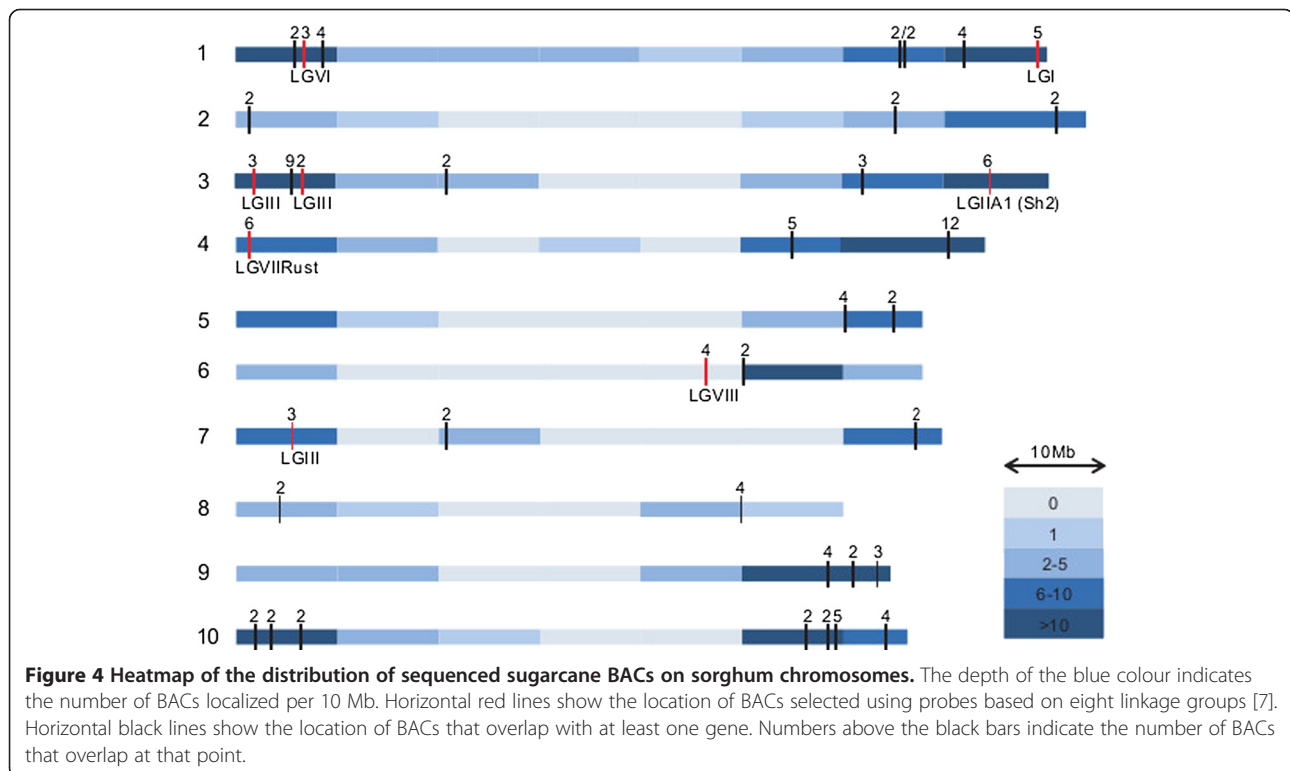 2 3 4 2/2 4 5
1
LGVI LGI
2 2 2
2
3 9 2 2 3 6
3
LGIII LGIII LGIIA1 (Sh2)
6 5 12
4
LGVIIRust
4 2
5
4 2
6
LGVIII
3 2 2
7
LGIII
10Mb
2 4
8
0
1
2-5
6-10
>10
4 2 3
9
2 2 2 2 2 5 4
10
Figure 4 Heatmap of the distribution of sequenced sugarcane BACs on sorghum chromosomes. The depth of the blue colour indicates
the number of BACs localized per 10 Mb. Horizontal red lines show the location of BACs selected using probes based on eight linkage groups [7].
Horizontal black lines show the location of BACs that overlap with at least one gene. Numbers above the black bars indicate the number of BACs
that overlap at that point.